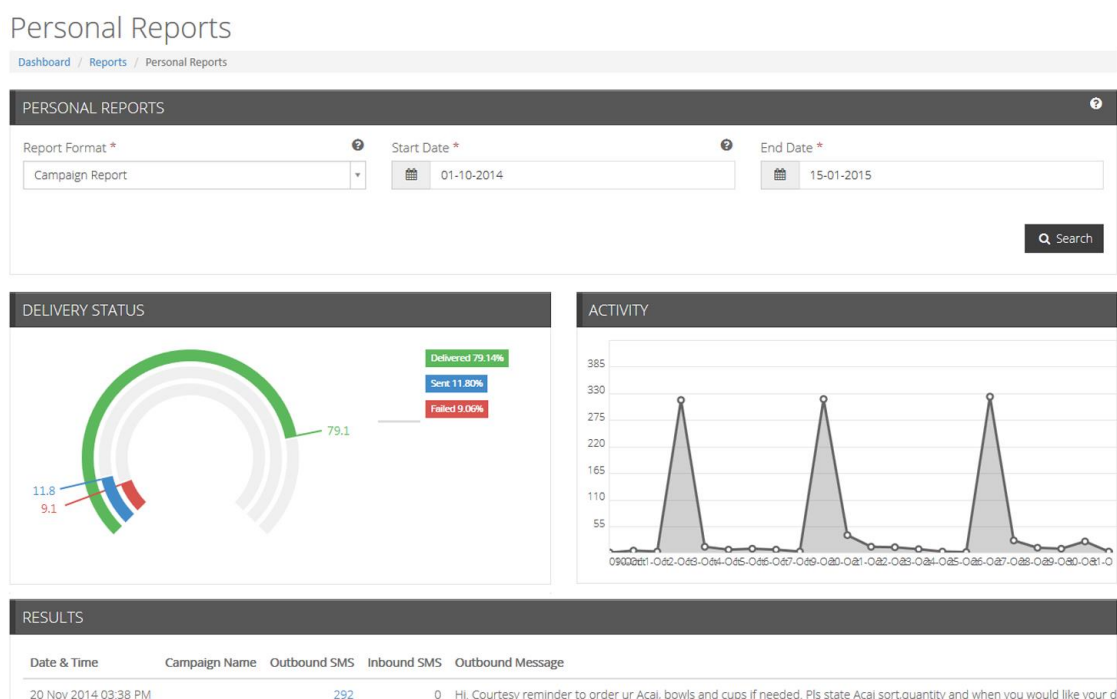 Personal Reports
Dashboard / Reports / Personal Reports
PERSONAL REPORTS
Report Format * Start Date * End Date *
Campaign Report 01-10-2014 15-01-2015
Search
DELIVERY STATUS
Delivered 79.14%
Sent 11.80%
Failed 9.06%
79.1
11.8
9.1
ACTIVITY
385
330
275
220
165
110
55
RESULTS
Date & Time Campaign Name Outbound SMS Inbound SMS Outbound Message
20 Nov 2014 03:38 PM 292 0 Hi, Courtesy reminder to order ur Acai, bowls and cups if needed. Pls state Acai sort,quantity and when you would like your d